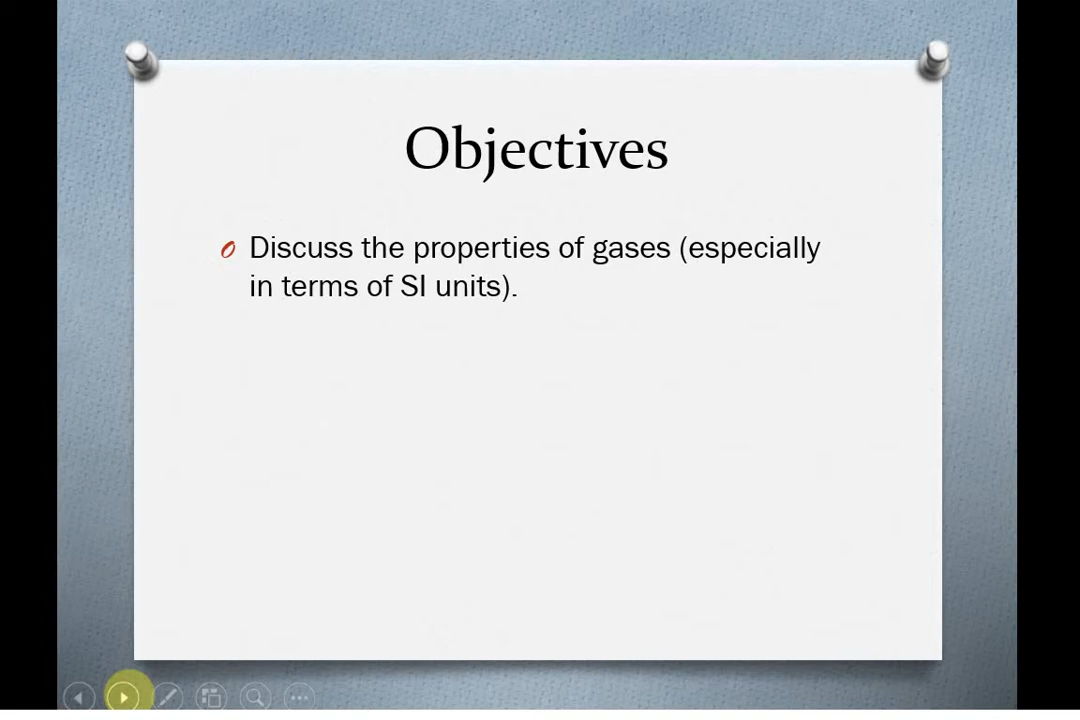 Objectives
Discuss the properties of gases (especially
in terms of SI units).